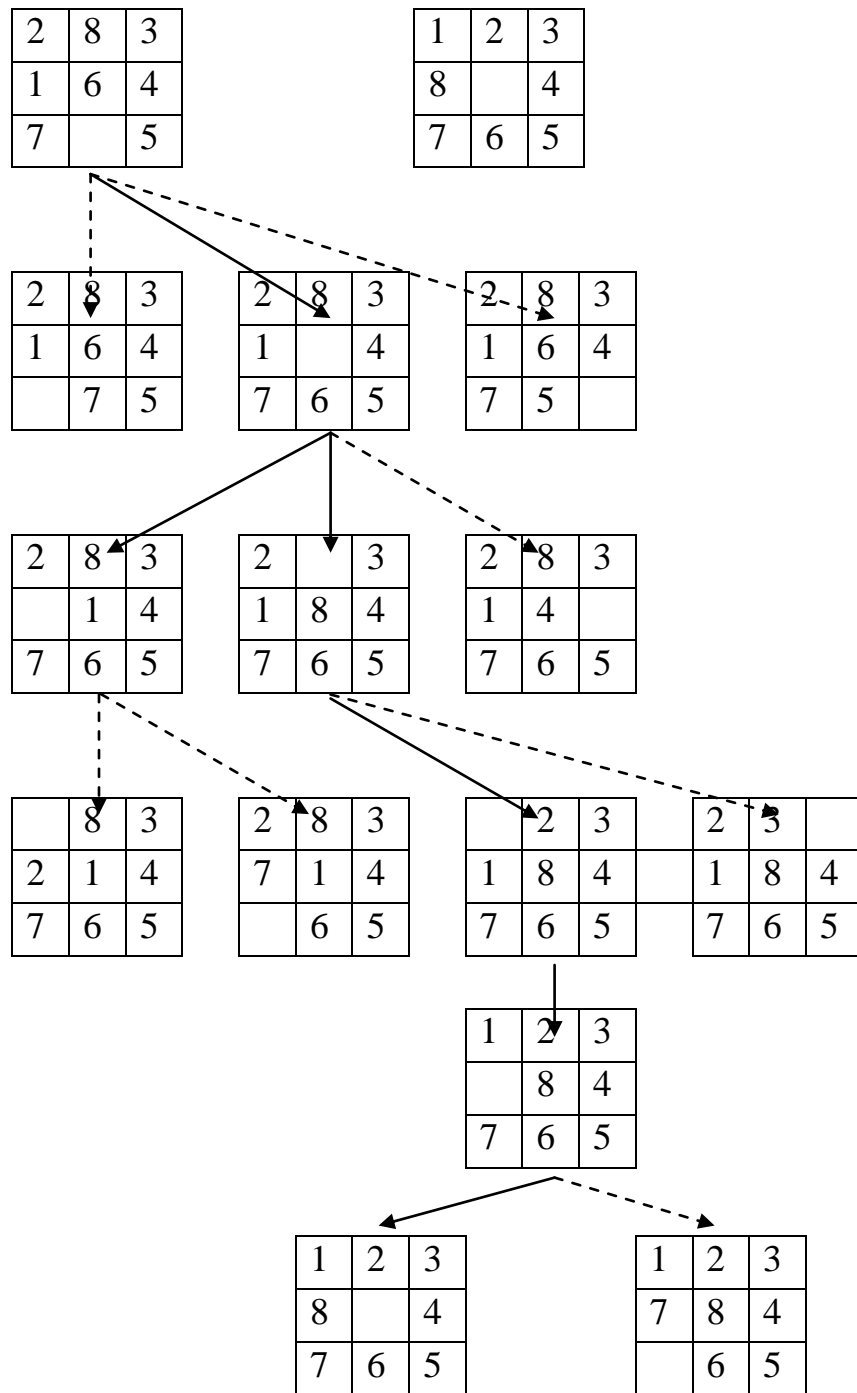 2 8 3 1 2 3
1 6 4 8 4
7 5 7 6 5
2 8 3 2 8 3 2 8 3
1 6 4 1 4 1 6 4
7 5 7 6 5 7 5
2 8 3 2 3 2 8 3
1 4 1 8 4 1 4
7 6 5 7 6 5 7 6 5
8 3 2 8 3 2 3 2 3
2 1 4 7 1 4 1 8 4 1 8 4
7 6 5 6 5 7 6 5 7 6 5
1 2 3
8 4
7 6 5
1 2 3 1 2 3
8 4 7 8 4
7 6 5 6 5